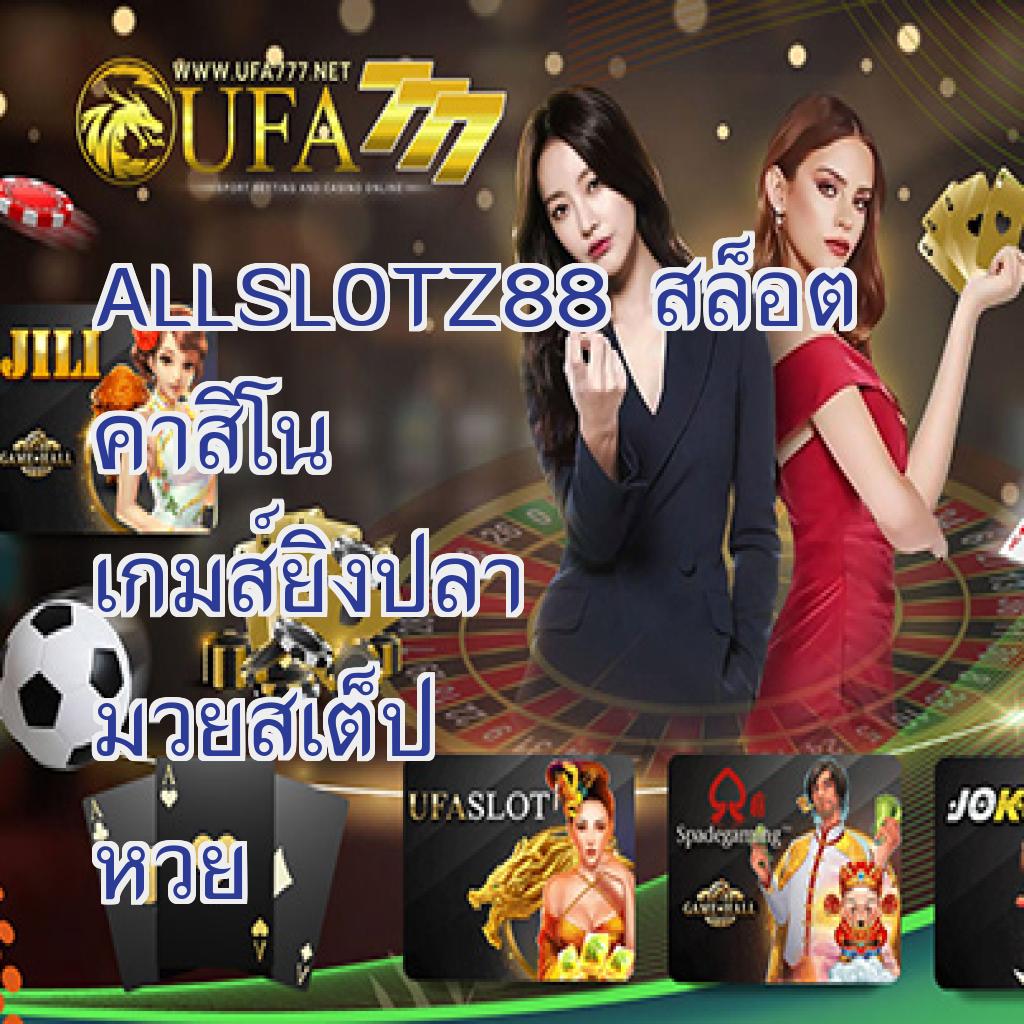 WWW.UFA777.NET
UFA777
SPORT BETTING AND CASINO ONLINE
ALLSLOTZ88 สล็อต
JILI
คาสิโน
GAME HALL
เกมส์ยิงปลา
มวยสเต็ป
UFASLOT
Spadegaming
JOK
หวย
GAME HALL